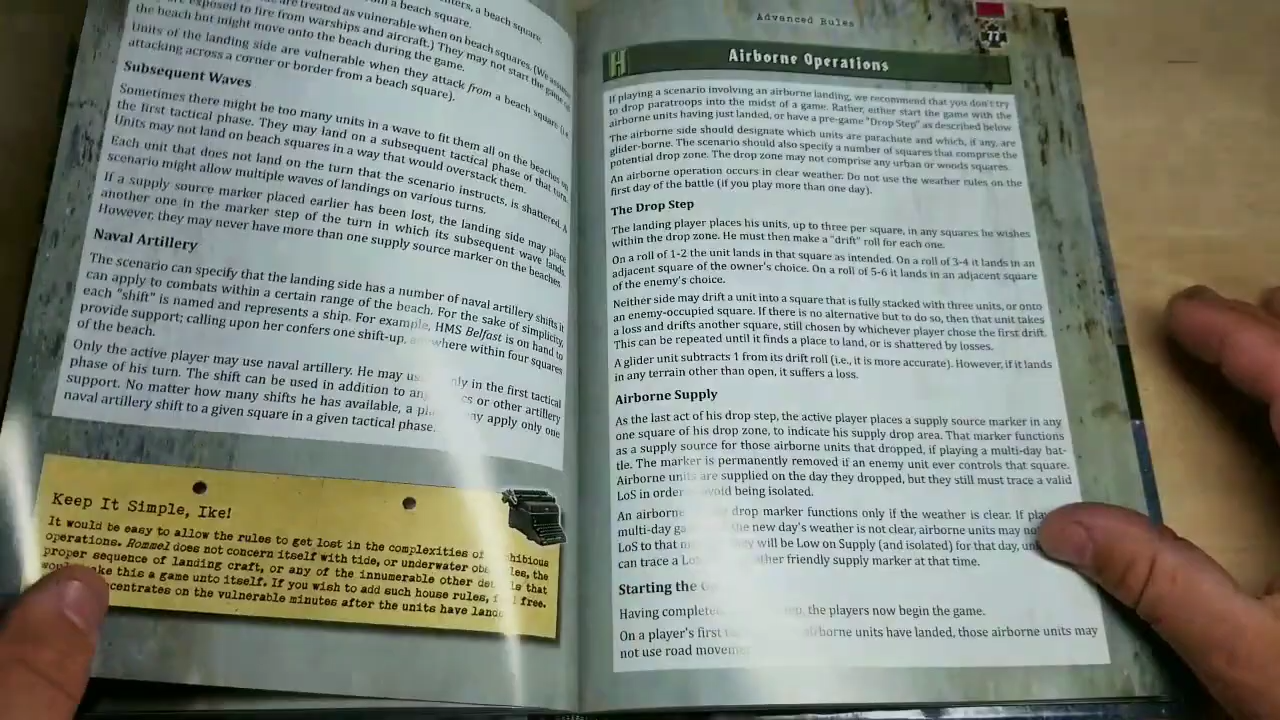 enters, a beach square.
are treated as vulnerable when on beach squares. (We assume
exposed to fire from warships and aircraft.) They may not start the game on
the beach but might move onto the beach during the game.
Units of the landing side are vulnerable when they attack from a beach square (i.e.
attacking across a corner or border from a beach square).
Subsequent Waves
Sometimes there might be too many units in a wave to fit them all on the beaches on
the first tactical phase. They may land on a subsequent tactical phase of that turn.
Units may not land on beach squares in a way that would overstack them.
Each unit that does not land on the turn that the scenario instructs, is shattered. A
scenario might allow multiple waves of landings on various turns.
If a supply source marker placed earlier has been lost, the landing side may place
another one in the marker step of the turn in which its subsequent wave lands.
However, they may never have more than one supply source marker on the beaches.
Naval Artillery
The scenario can specify that the landing side has a number of naval artillery shifts it
can apply to combats within a certain range of the beach. For the sake of simplicity,
each "shift" is named and represents a ship. For example, HMS Belfast is on hand to
provide support; calling upon her confers one shift-up, where within four squares
of the beach.
Only the active player may use naval artillery. He may only in the first tactical
phase of his turn. The shift can be used in addition to or other artillery
support. No matter how many shifts he has available, a may apply only one
naval artillery shift to a given square in a given tactical phase.
Keep It Simple, Ike!
It would be easy to allow the rules to get lost in the complexities of
operations. Rommel does not concern itself with tide, or underwater the
proper sequence of landing craft, or any of the innumerable other that
make this a game unto itself. If you wish to add such house rules, free.
concentrates on the vulnerable minutes after the units have
Advanced Rules
77
H Airborne Operations
If playing a scenario involving an airborne landing, we recommend that you don't try
to drop paratroops into the midst of a game. Rather, either start the game with the
airborne units having just landed, or have a pre-game "Drop Step" as described below
The airborne side should designate which units are parachute and which, if any, are
glider-borne. The scenario should also specify a number of squares that comprise the
potential drop zone. The drop zone may not comprise any urban or woods squares.
An airborne operation occurs in clear weather. Do not use the weather rules on the
first day of the battle (if you play more than one day).
The Drop Step
The landing player places his units, up to three per square, in any squares he wishes
within the drop zone. He must then make a "drift" roll for each one.
On a roll of 1-2 the unit lands in that square as intended. On a roll of 3-4 it lands in an
adjacent square of the owner's choice. On a roll of 5-6 it lands in an adjacent square
of the enemy's choice.
Neither side may drift a unit into a square that is fully stacked with three units, or onto
an enemy-occupied square. If there is no alternative but to do so, then that unit takes
a loss and drifts another square, still chosen by whichever player chose the first drift.
This can be repeated until it finds a place to land, or is shattered by losses.
A glider unit subtracts 1 from its drift roll (i.e., it is more accurate). However, if it lands
in any terrain other than open, it suffers a loss.
Airborne Supply
As the last act of his drop step, the active player places a supply source marker in any
one square of his drop zone, to indicate his supply drop area. That marker functions
as a supply source for those airborne units that dropped, if playing a multi-day bat-
tle. The marker is permanently removed if an enemy unit ever controls that square.
Airborne units are supplied on the day they dropped, but they still must trace a valid
LoS in order avoid being isolated.
An airborne drop marker functions only if the weather is clear. If
multi-day the new day's weather is not clear, airborne units may
LoS to that will be Low on Supply (and isolated) for that day,
can trace a friendly supply marker at that time.
Starting the
Having the players now begin the game.
On a player's first airborne units have landed, those airborne units may
not use road